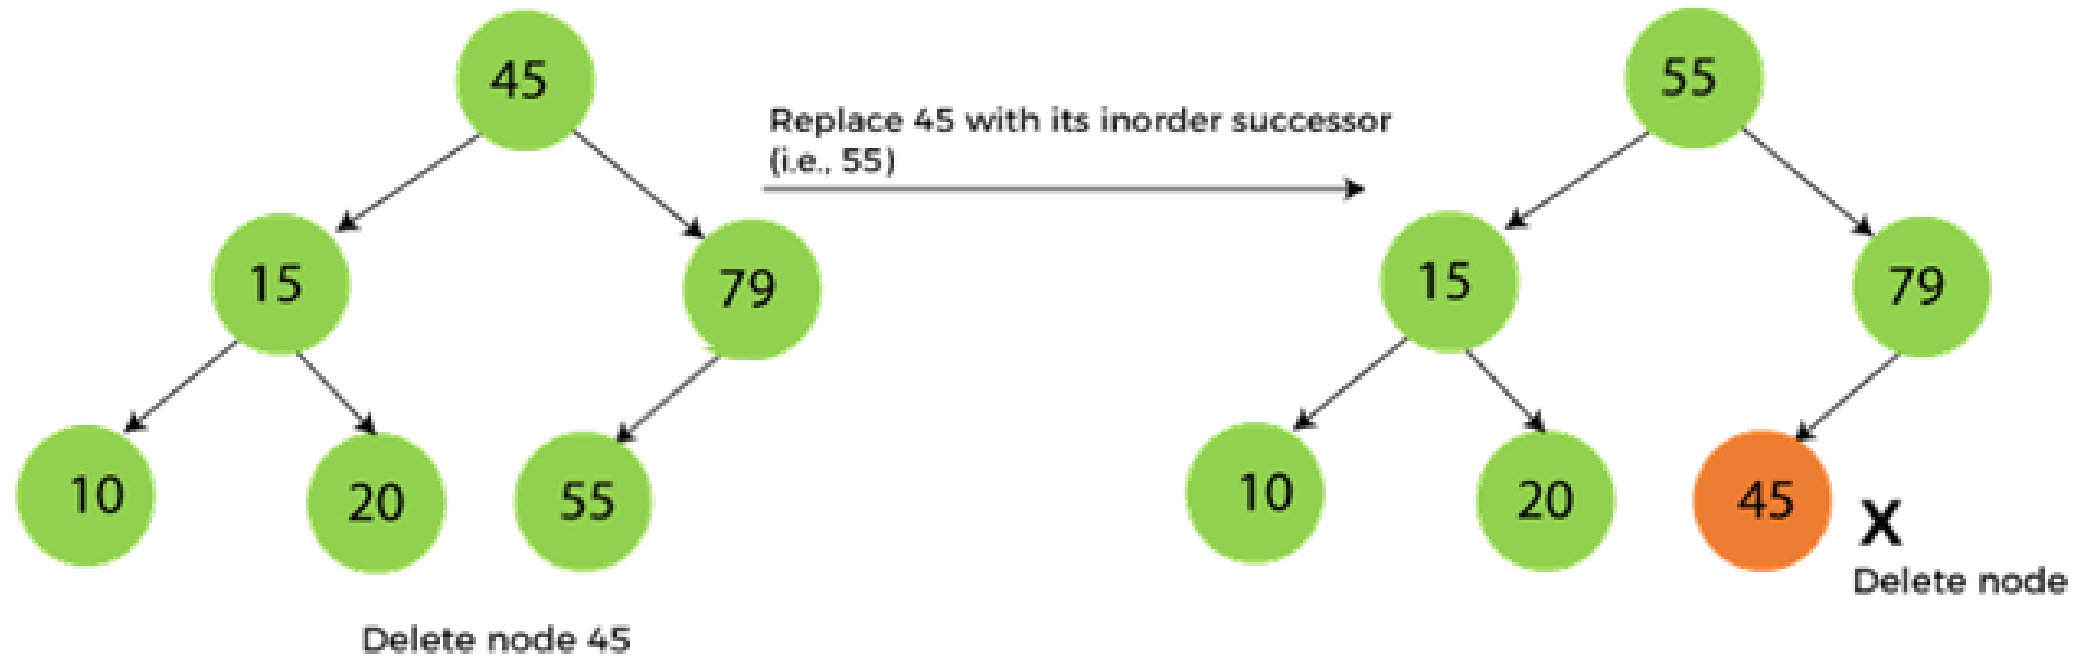 45
Replace 45 with its inorder successor
(i.e., 55)
55
15
79
15
79
10
20
55
10
20
45
X
Delete node
Delete node 45